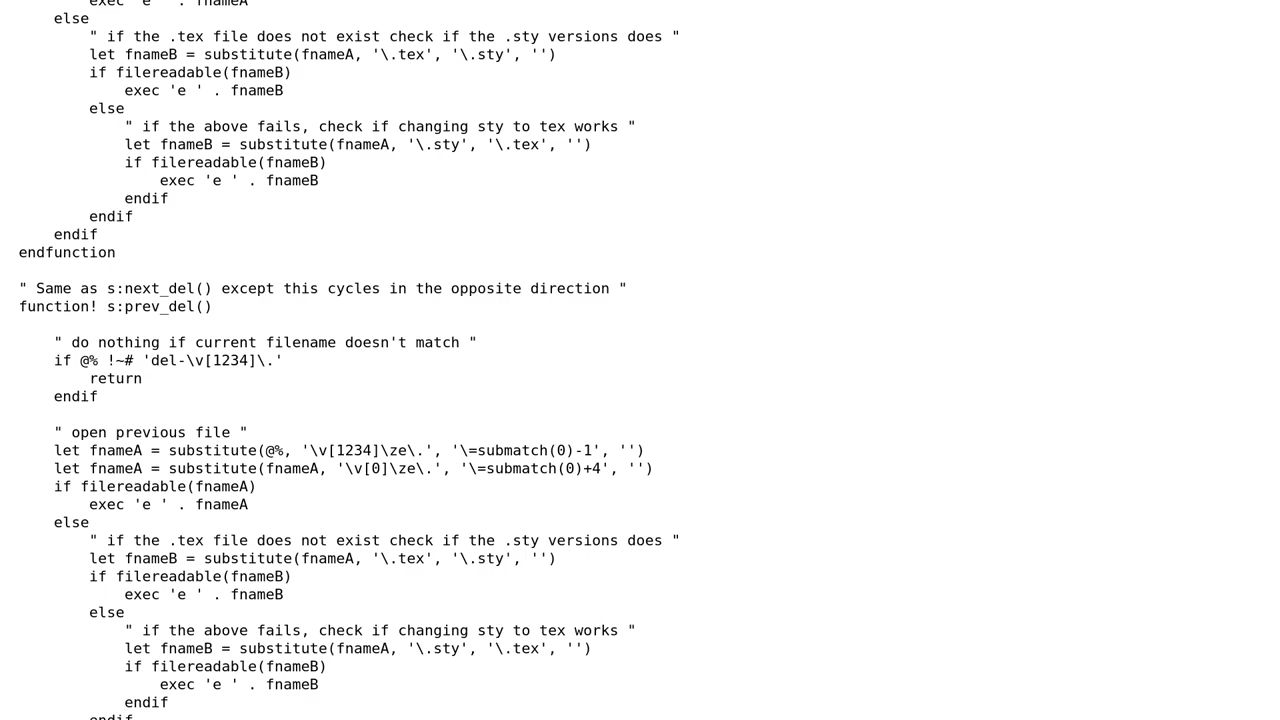 exec 'e ' . fnameA
    else
        " if the .tex file does not exist check if the .sty versions does "
        let fnameB = substitute(fnameA, '\.tex', '\.sty', '')
        if filereadable(fnameB)
            exec 'e ' . fnameB
        else
            " if the above fails, check if changing sty to tex works "
            let fnameB = substitute(fnameA, '\.sty', '\.tex', '')
            if filereadable(fnameB)
                exec 'e ' . fnameB
            endif
        endif
    endif
endfunction

" Same as s:next_del() except this cycles in the opposite direction "
function! s:prev_del()

    " do nothing if current filename doesn't match "
    if @% !~# 'del-\v[1234]\.'
        return
    endif

    " open previous file "
    let fnameA = substitute(@%, '\v[1234]\ze\.', '\=submatch(0)-1', '')
    let fnameA = substitute(fnameA, '\v[0]\ze\.', '\=submatch(0)+4', '')
    if filereadable(fnameA)
        exec 'e ' . fnameA
    else
        " if the .tex file does not exist check if the .sty versions does "
        let fnameB = substitute(fnameA, '\.tex', '\.sty', '')
        if filereadable(fnameB)
            exec 'e ' . fnameB
        else
            " if the above fails, check if changing sty to tex works "
            let fnameB = substitute(fnameA, '\.sty', '\.tex', '')
            if filereadable(fnameB)
                exec 'e ' . fnameB
            endif
        endif